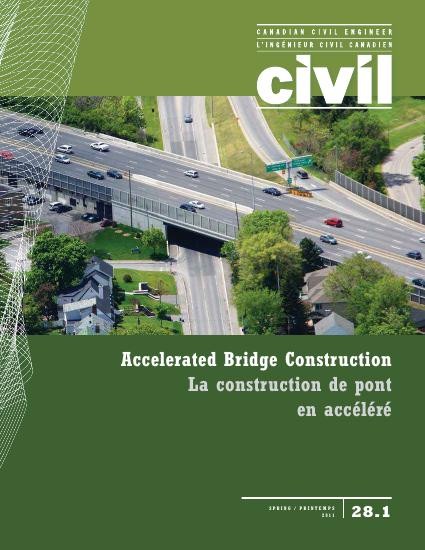 CANADIAN CIVIL ENGINEER
L'INGÉNIEUR CIVIL CANADIEN
cìvíl
Accelerated Bridge Construction
La construction de pont
en accéléré
SPRING / PRINTEMPS
2011
28.1